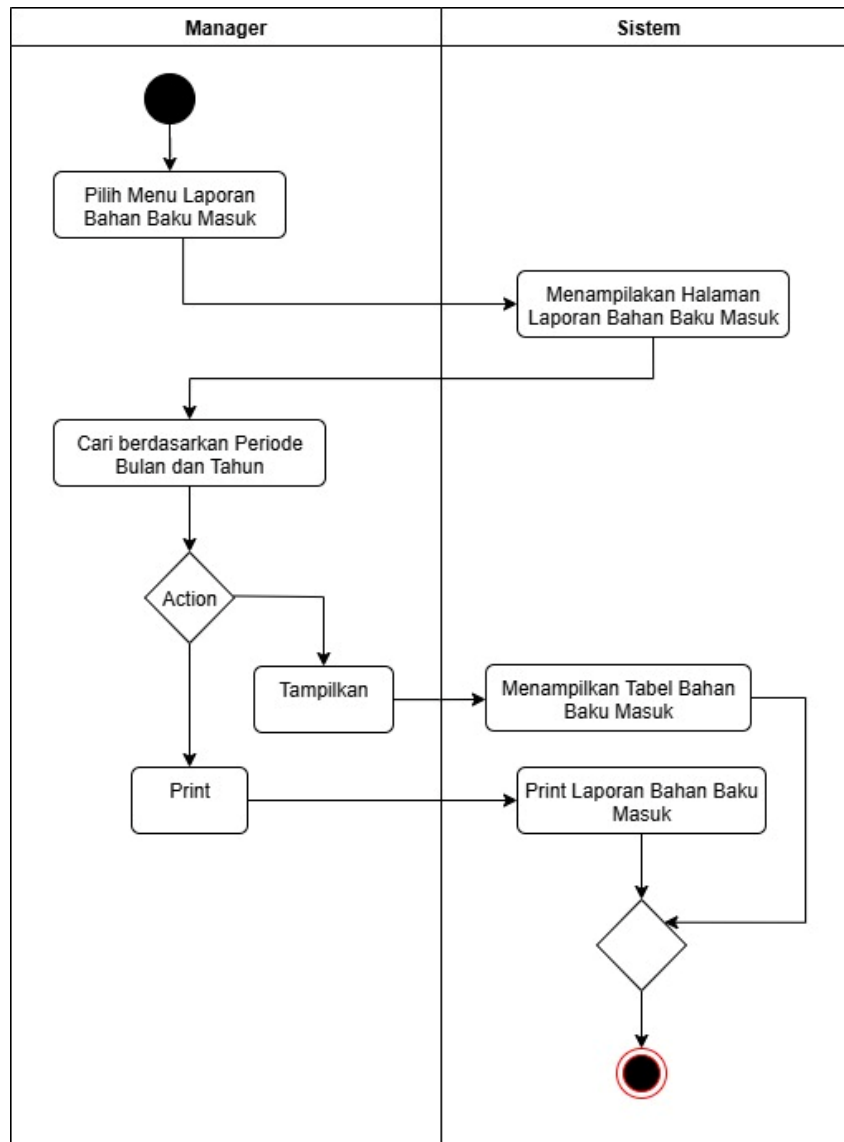 Manager
Sistem
Pilih Menu Laporan
Bahan Baku Masuk
Menampilakan Halaman
Laporan Bahan Baku Masuk
Cari berdasarkan Periode
Bulan dan Tahun
Action
Tampilkan
Menampilkan Tabel Bahan
Baku Masuk
Print
Print Laporan Bahan Baku
Masuk